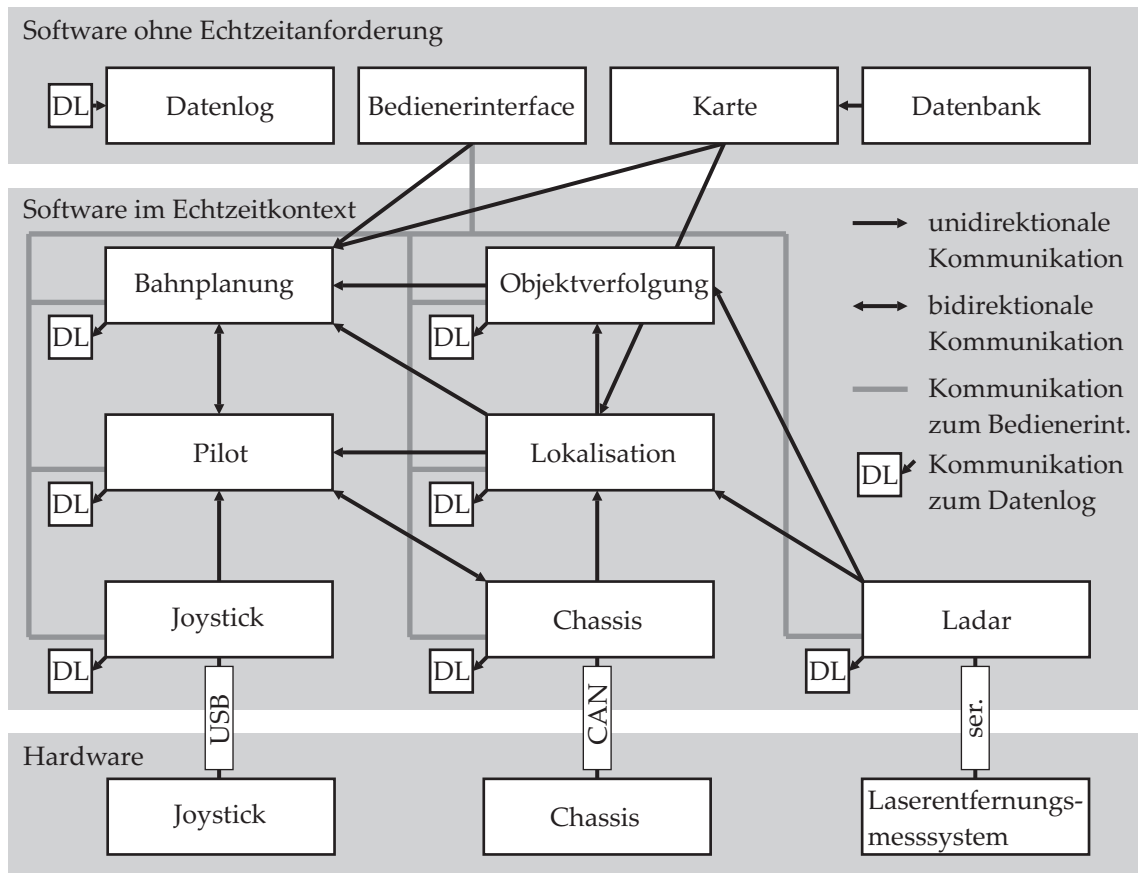 Software ohne Echtzeitanforderung
DL
Datenlog
Bedienerinterface
Karte
Datenbank
Software im Echtzeitkontext
unidirektionale
Kommunikation
bidirektionale
Kommunikation
Kommunikation
zum Bedienerint.
DL
Kommunikation
zum Datenlog
Bahnplanung
DL
Objektverfolgung
DL
Pilot
DL
Lokalisation
DL
Joystick
DL
Chassis
DL
Ladar
DL
USB
CAN
ser.
Hardware
Joystick
Chassis
Laserentfernungs-
messsystem